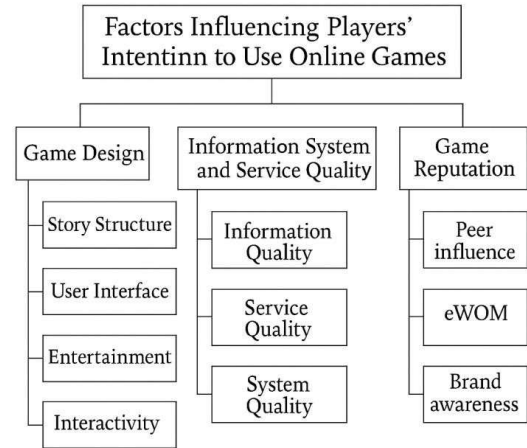 Factors Influencing Players’
Intentinn to Use Online Games
Game Design
Story Structure
User Interface
Entertainment
Interactivity
Information System
and Service Quality
Information
Quality
Service
Quality
System
Quality
Game
Reputation
Peer
influence
eWOM
Brand
awareness